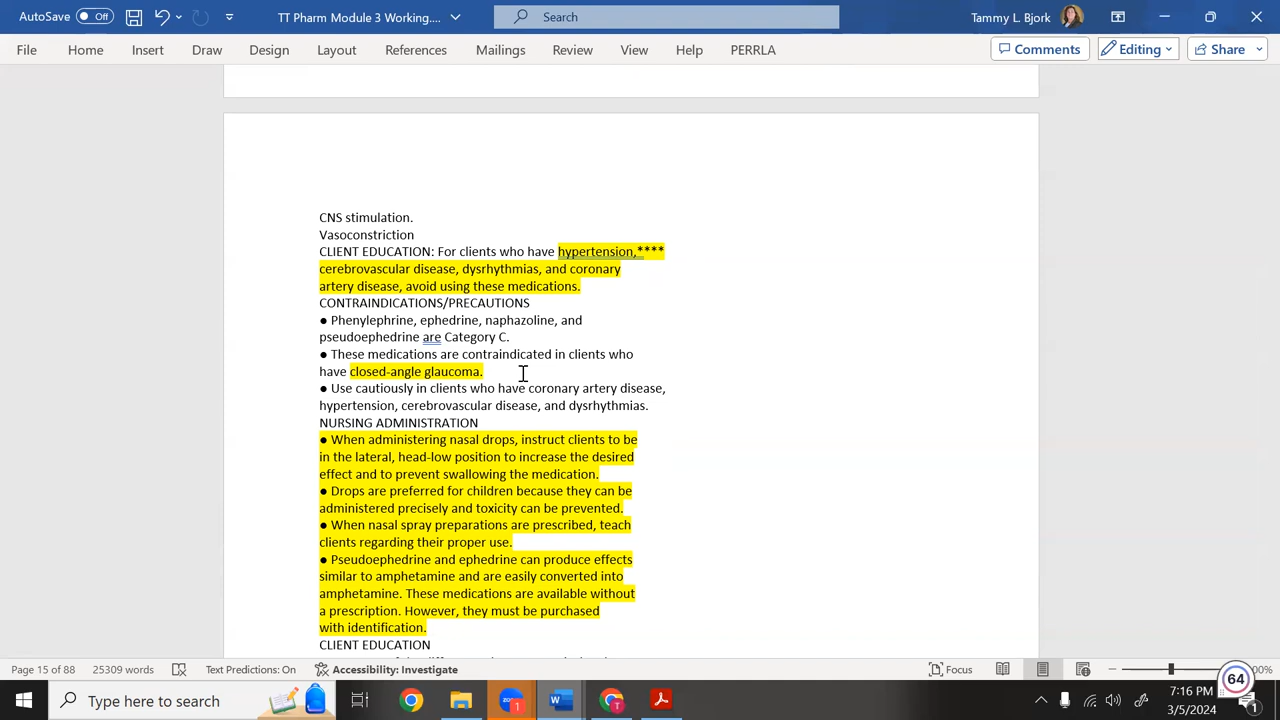 AutoSave Off TT Pharm Module 3 Working.... Search Tammy L. Bjork
File Home Insert Draw Design Layout References Mailings Review View Help PERRLA Comments Editing Share
CNS stimulation.
Vasoconstriction
CLIENT EDUCATION: For clients who have hypertension,****
cerebrovascular disease, dysrhythmias, and coronary
artery disease, avoid using these medications.
CONTRAINDICATIONS/PRECAUTIONS
● Phenylephrine, ephedrine, naphazoline, and
pseudoephedrine are Category C.
● These medications are contraindicated in clients who
have closed-angle glaucoma.
● Use cautiously in clients who have coronary artery disease,
hypertension, cerebrovascular disease, and dysrhythmias.
NURSING ADMINISTRATION
● When administering nasal drops, instruct clients to be
in the lateral, head-low position to increase the desired
effect and to prevent swallowing the medication.
● Drops are preferred for children because they can be
administered precisely and toxicity can be prevented.
● When nasal spray preparations are prescribed, teach
clients regarding their proper use.
● Pseudoephedrine and ephedrine can produce effects
similar to amphetamine and are easily converted into
amphetamine. These medications are available without
a prescription. However, they must be purchased
with identification.
CLIENT EDUCATION
Page 15 of 88 25309 words Text Predictions: On Accessibility: Investigate Focus 00%
64
Type here to search 1 7:16 PM
3/5/2024 1